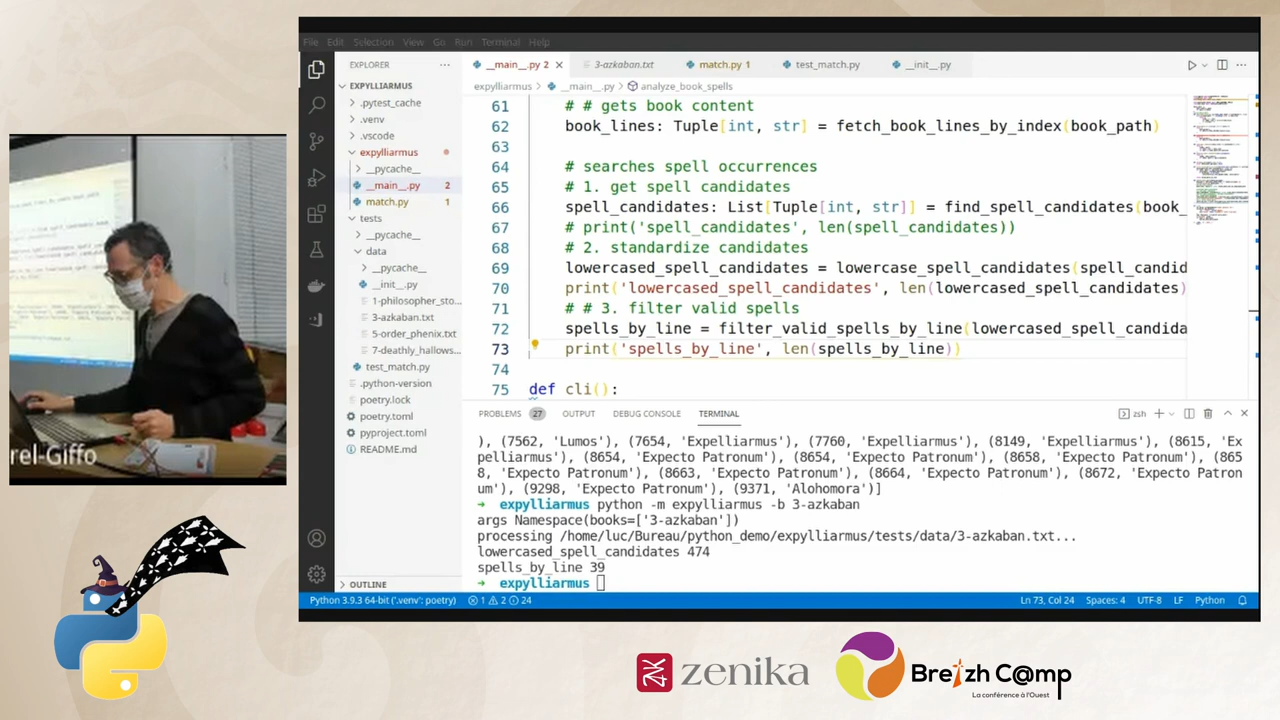 File Edit Selection View Go Run Terminal Help
EXPLORER
EXPYLLIARMUS
.pytest_cache
.venv
.vscode
expylliarmus
__pycache__
__main__.py 2
match.py 1
tests
__pycache__
data
__pycache__
__init__.py
1-philosopher_sto...
3-azkaban.txt
5-order_phenix.txt
7-deathly_hallows...
test_match.py
.python-version
poetry.lock
poetry.toml
pyproject.toml
README.md
OUTLINE
__main__.py 2 3-azkaban.txt match.py 1 test_match.py __init__.py
expylliarmus > __main__.py > analyze_book_spells
61 # # gets book content
62 book_lines: Tuple[int, str] = fetch_book_lines_by_index(book_path)
63
64 # searches spell occurrences
65 # 1. get spell candidates
66 spell_candidates: List[Tuple[int, str]] = find_spell_candidates(book_
67 # print('spell_candidates', len(spell_candidates))
68 # 2. standardize candidates
69 lowercased_spell_candidates = lowercase_spell_candidates(spell_candid
70 print('lowercased_spell_candidates', len(lowercased_spell_candidates)
71 # # 3. filter valid spells
72 spells_by_line = filter_valid_spells_by_line(lowercased_spell_candida
73 print('spells_by_line', len(spells_by_line))
74
75 def cli():
PROBLEMS 27 OUTPUT DEBUG CONSOLE TERMINAL zsh
), (7562, 'Lumos'), (7654, 'Expelliarmus'), (7760, 'Expelliarmus'), (8149, 'Expelliarmus'), (8615, 'Ex
pelliarmus'), (8654, 'Expecto Patronum'), (8654, 'Expecto Patronum'), (8658, 'Expecto Patronum'), (865
8, 'Expecto Patronum'), (8663, 'Expecto Patronum'), (8664, 'Expecto Patronum'), (8672, 'Expecto Patron
um'), (9298, 'Expecto Patronum'), (9371, 'Alohomora')]
→ expylliarmus python -m expylliarmus -b 3-azkaban
args Namespace(books=['3-azkaban'])
processing /home/luc/Bureau/python_demo/expylliarmus/tests/data/3-azkaban.txt...
lowercased_spell_candidates 474
spells_by_line 39
→ expylliarmus
Python 3.9.3 64-bit ('.venv': poetry) 1 2 24 Ln 73, Col 24 Spaces: 4 UTF-8 LF Python
rel-Giffo
zenika
Breizh C@mp
La conférence à l'Ouest